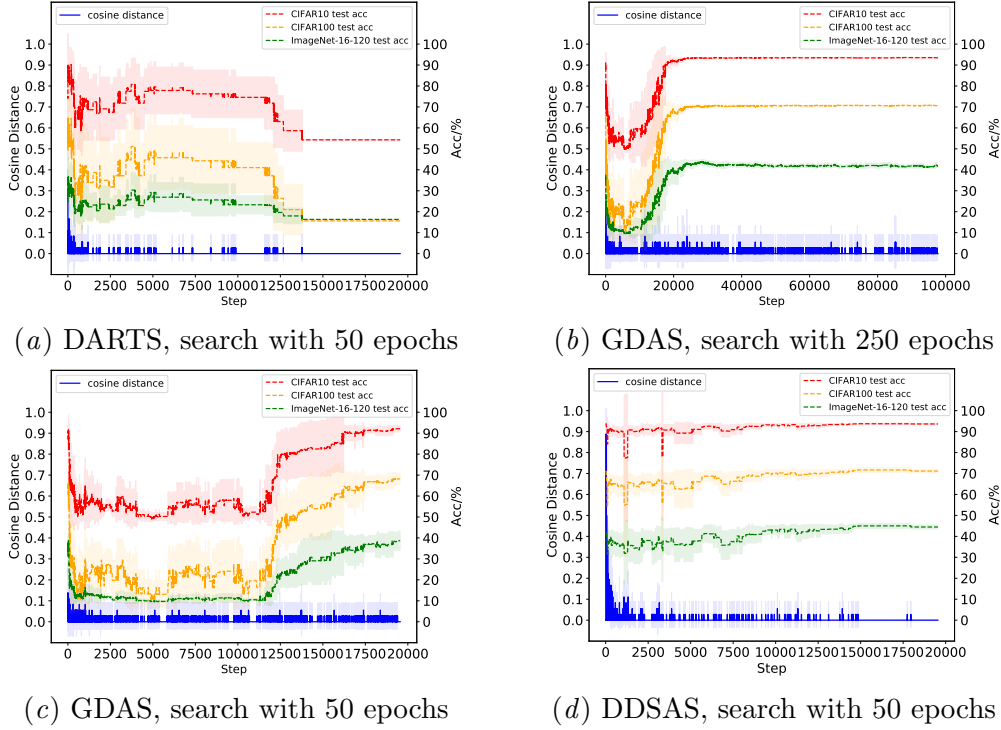 cosine distance
CIFAR10 test acc
CIFAR100 test acc
ImageNet-16-120 test acc
1.0
0.9
0.8
0.7
0.6
0.5
0.4
0.3
0.2
0.1
0.0
Cosine Distance
100
90
80
70
60
50
40
30
20
10
0
Acc/%
0 2500 5000 7500 10000 12500 15000 17500 20000
Step
(a) DARTS, search with 50 epochs
cosine distance
CIFAR10 test acc
CIFAR100 test acc
ImageNet-16-120 test acc
1.0
0.9
0.8
0.7
0.6
0.5
0.4
0.3
0.2
0.1
0.0
Cosine Distance
100
90
80
70
60
50
40
30
20
10
0
Acc/%
0 20000 40000 60000 80000 100000
Step
(b) GDAS, search with 250 epochs
cosine distance
CIFAR10 test acc
CIFAR100 test acc
ImageNet-16-120 test acc
1.0
0.9
0.8
0.7
0.6
0.5
0.4
0.3
0.2
0.1
0.0
Cosine Distance
100
90
80
70
60
50
40
30
20
10
0
Acc/%
0 2500 5000 7500 10000 12500 15000 17500 20000
Step
(c) GDAS, search with 50 epochs
cosine distance
CIFAR10 test acc
CIFAR100 test acc
ImageNet-16-120 test acc
1.0
0.9
0.8
0.7
0.6
0.5
0.4
0.3
0.2
0.1
0.0
Cosine Distance
100
90
80
70
60
50
40
30
20
10
0
Acc/%
0 2500 5000 7500 10000 12500 15000 17500 20000
Step
(d) DDSAS, search with 50 epochs